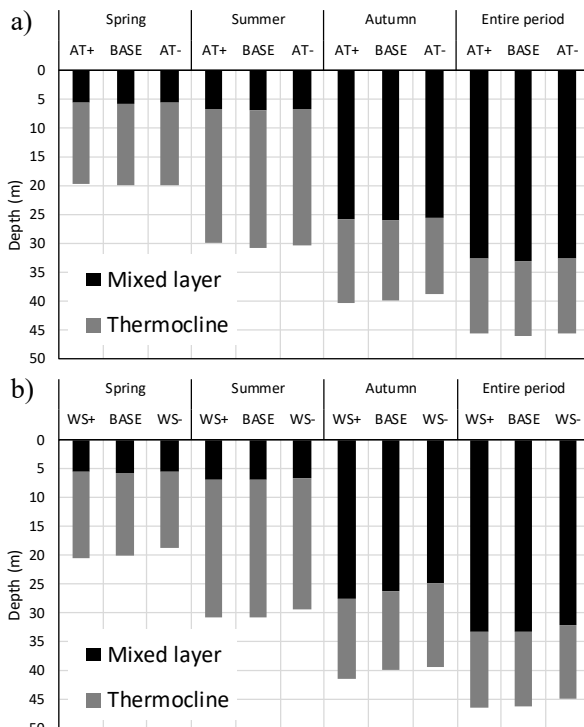 a)
Spring Summer Autumn Entire period
AT+ BASE AT- AT+ BASE AT- AT+ BASE AT- AT+ BASE AT-
0
5
10
15
20
25
30
35
40
45
50
Depth (m)
Mixed layer
Thermocline
b)
Spring Summer Autumn Entire period
WS+ BASE WS- WS+ BASE WS- WS+ BASE WS- WS+ BASE WS-
0
5
10
15
20
25
30
35
40
45
50
Depth (m)
Mixed layer
Thermocline